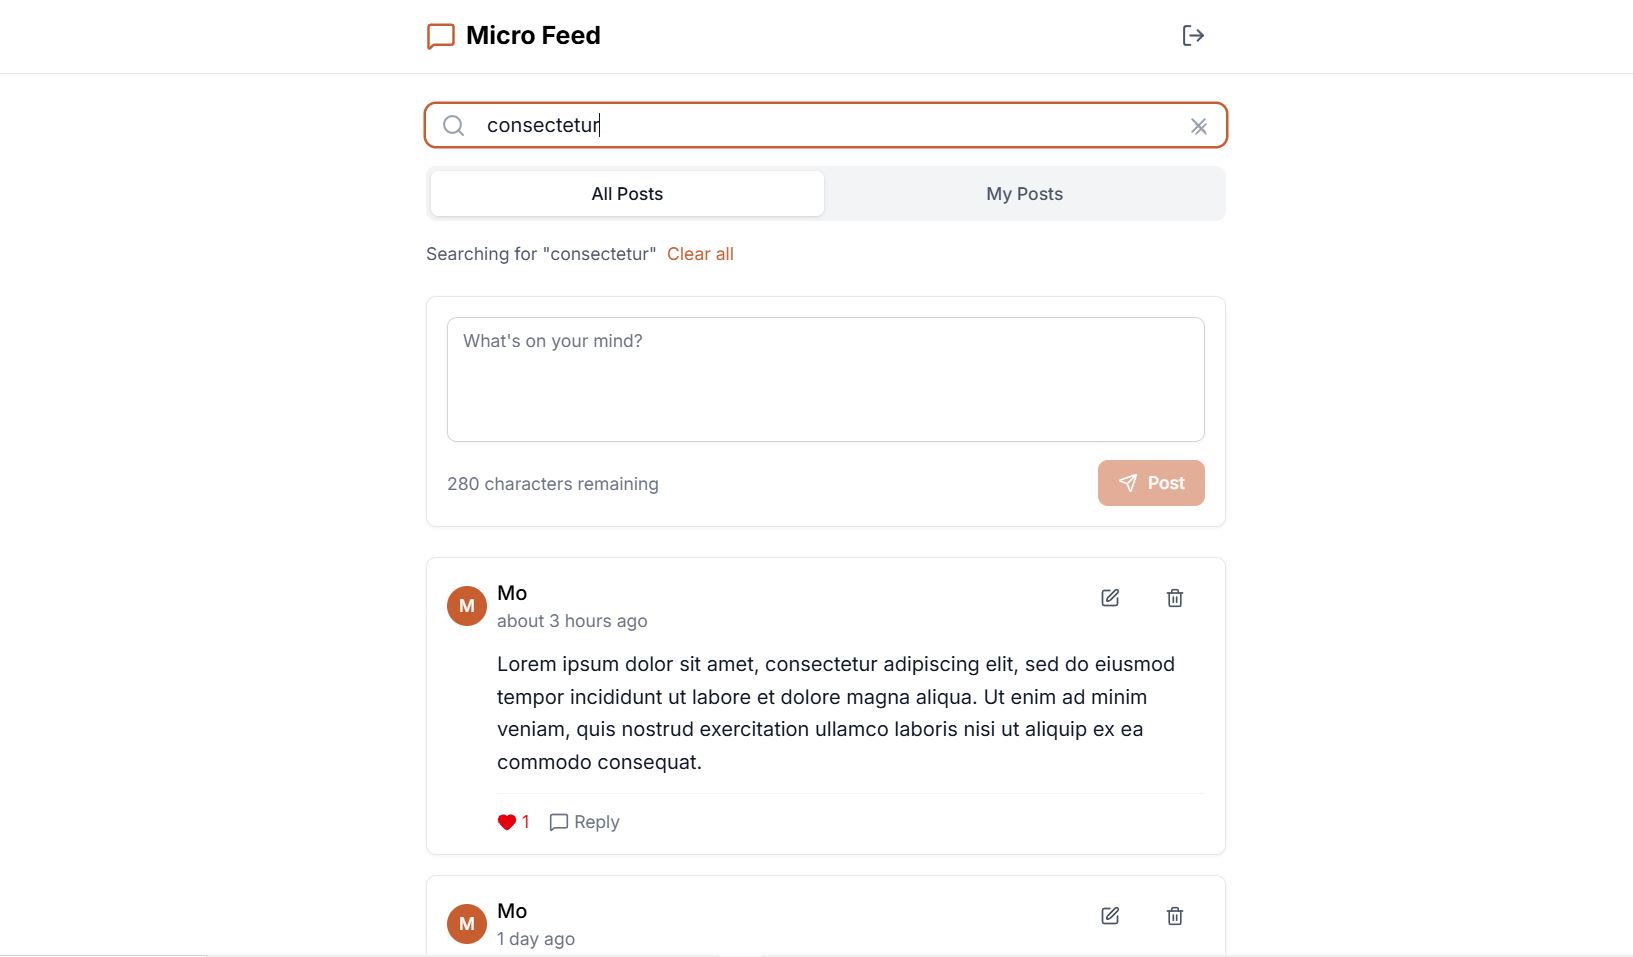 Micro Feed
consectetur
All Posts
My Posts
Searching for "consectetur" Clear all
What's on your mind?
280 characters remaining
Post
M
Mo
about 3 hours ago
Lorem ipsum dolor sit amet, consectetur adipiscing elit, sed do eiusmod
tempor incididunt ut labore et dolore magna aliqua. Ut enim ad minim
veniam, quis nostrud exercitation ullamco laboris nisi ut aliquip ex ea
commodo consequat.
1
Reply
M
Mo
1 day ago